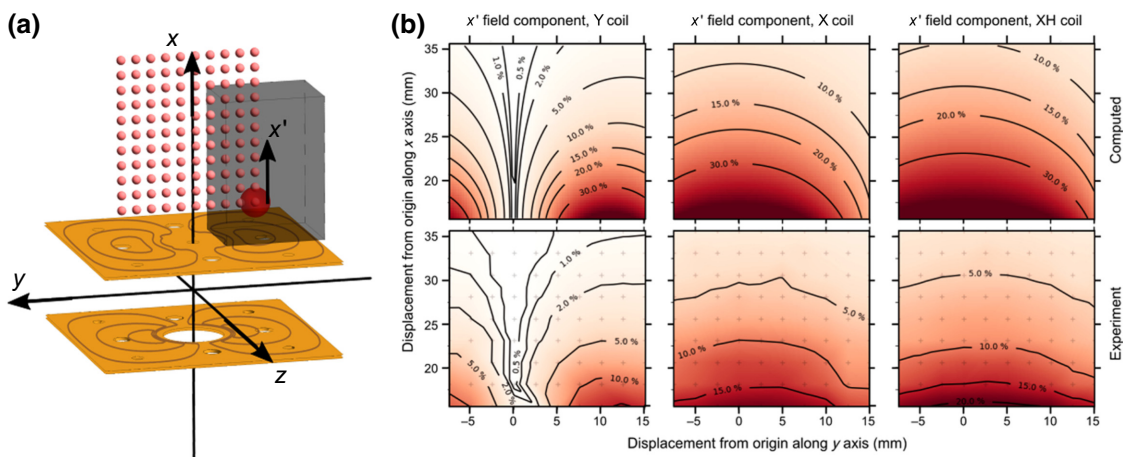 (a)
x
x'
y
z
(b)
x' field component, Y coil
x' field component, X coil
x' field component, XH coil
Displacement from origin along x axis (mm)
35
30
25
20
1.0 %
0.5 %
2.0 %
5.0 %
10.0 %
15.0 %
20.0 %
30.0 %
10.0 %
15.0 %
20.0 %
30.0 %
10.0 %
15.0 %
20.0 %
30.0 %
Computed
35
30
25
20
1.0 %
2.0 %
5.0 %
10.0 %
5.0 %
2.0 %
0.5 %
5.0 %
10.0 %
15.0 %
5.0 %
10.0 %
15.0 %
20.0 %
Experiment
−5 0 5 10 15
−5 0 5 10 15
−5 0 5 10 15
Displacement from origin along y axis (mm)